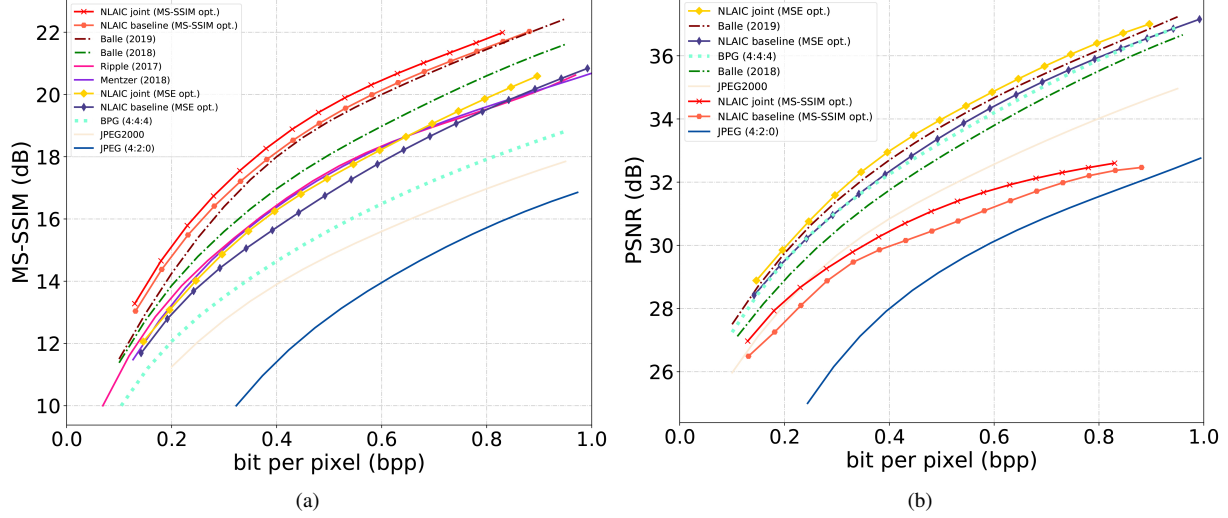 NLAIC joint (MS-SSIM opt.)
NLAIC baseline (MS-SSIM opt.)
Balle (2019)
Balle (2018)
Ripple (2017)
Mentzer (2018)
NLAIC joint (MSE opt.)
NLAIC baseline (MSE opt.)
BPG (4:4:4)
JPEG2000
JPEG (4:2:0)
MS-SSIM (dB)
22
20
18
16
14
12
10
0.0 0.2 0.4 0.6 0.8 1.0
bit per pixel (bpp)
(a)
NLAIC joint (MSE opt.)
Balle (2019)
NLAIC baseline (MSE opt.)
BPG (4:4:4)
Balle (2018)
JPEG2000
NLAIC joint (MS-SSIM opt.)
NLAIC baseline (MS-SSIM opt.)
JPEG (4:2:0)
PSNR (dB)
36
34
32
30
28
26
0.0 0.2 0.4 0.6 0.8 1.0
bit per pixel (bpp)
(b)